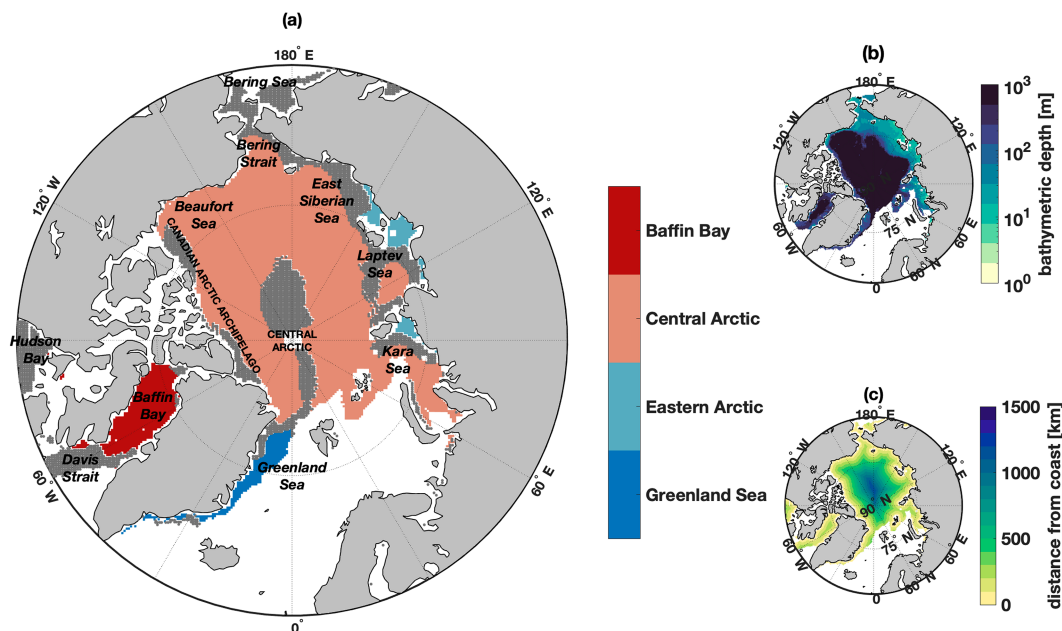 (a)
180° E
Bering Sea
Bering
Strait
East
Siberian
Sea
Beaufort
Sea
120° W
120° E
CANADIAN ARCTIC ARCHIPELAGO
Laptev
Sea
CENTRAL
ARCTIC
Hudson
Bay
Kara
Sea
Baffin
Bay
Davis
Strait
Greenland
Sea
60° W
60° E
0°
Baffin Bay
Central Arctic
Eastern Arctic
Greenland Sea
(b)
180° E
120° W
120° E
90° N
75° N
60° N
60° W
60° E
0
10³
10²
10¹
10⁰
bathymetric depth [m]
(c)
180° E
120° W
120° E
90° N
75° N
60° N
60° W
60° E
0°
1500
1000
500
0
distance from coast [km]